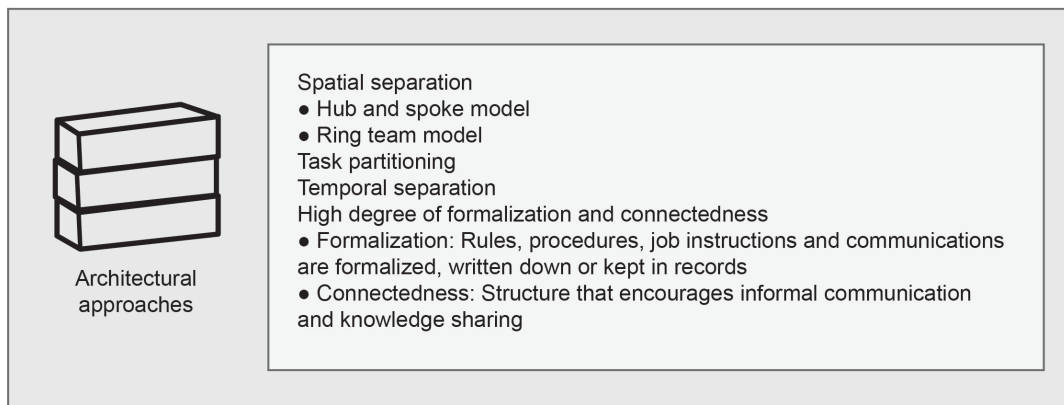 Architectural
approaches
Spatial separation
● Hub and spoke model
● Ring team model
Task partitioning
Temporal separation
High degree of formalization and connectedness
● Formalization: Rules, procedures, job instructions and communications
are formalized, written down or kept in records
● Connectedness: Structure that encourages informal communication
and knowledge sharing